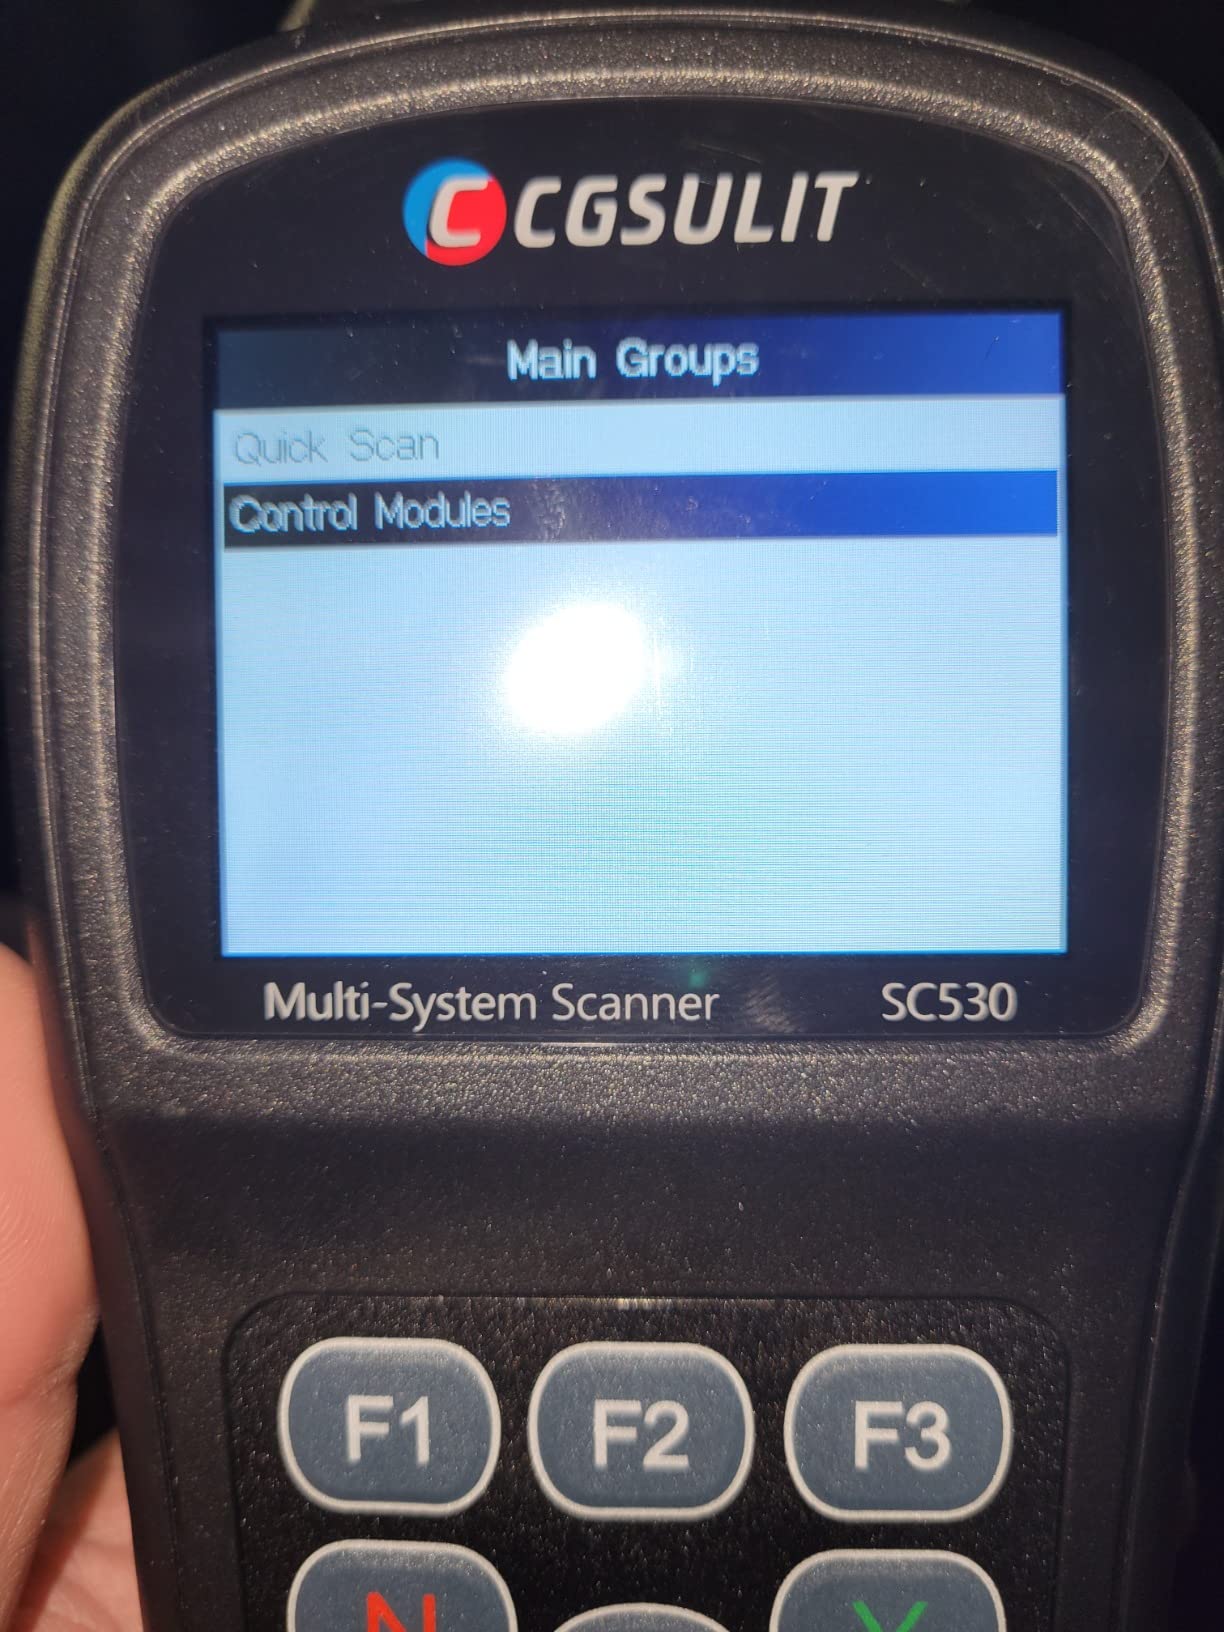 C CGSULIT
Main Groups
Quick Scan
Control Modules
Multi-System Scanner SC530
F1 F2 F3
N Y